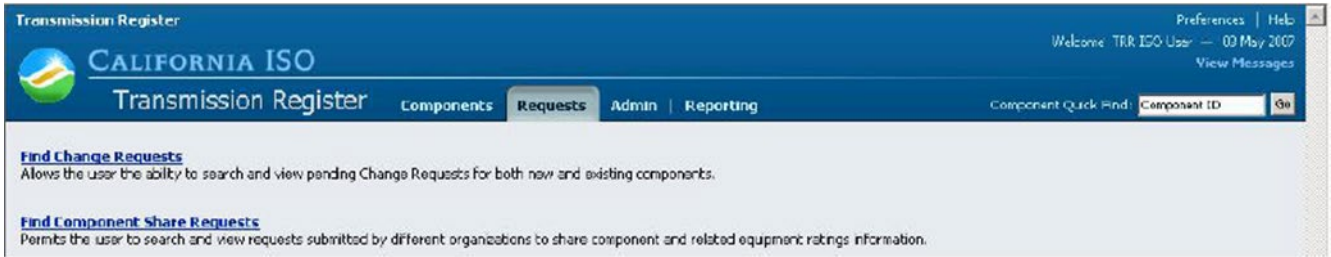 Transmission Register
Preferences | Help
Welcome TRR ISO User — 03 May 2007
View Messages
CALIFORNIA ISO
Transmission Register
Components Requests Admin | Reporting
Component Quick Find: Component ID Go
Find Change Requests
Allows the user the ability to search and view pending Change Requests for both new and existing components.
Find Component Share Requests
Permits the user to search and view requests submitted by different organizations to share component and related equipment ratings information.